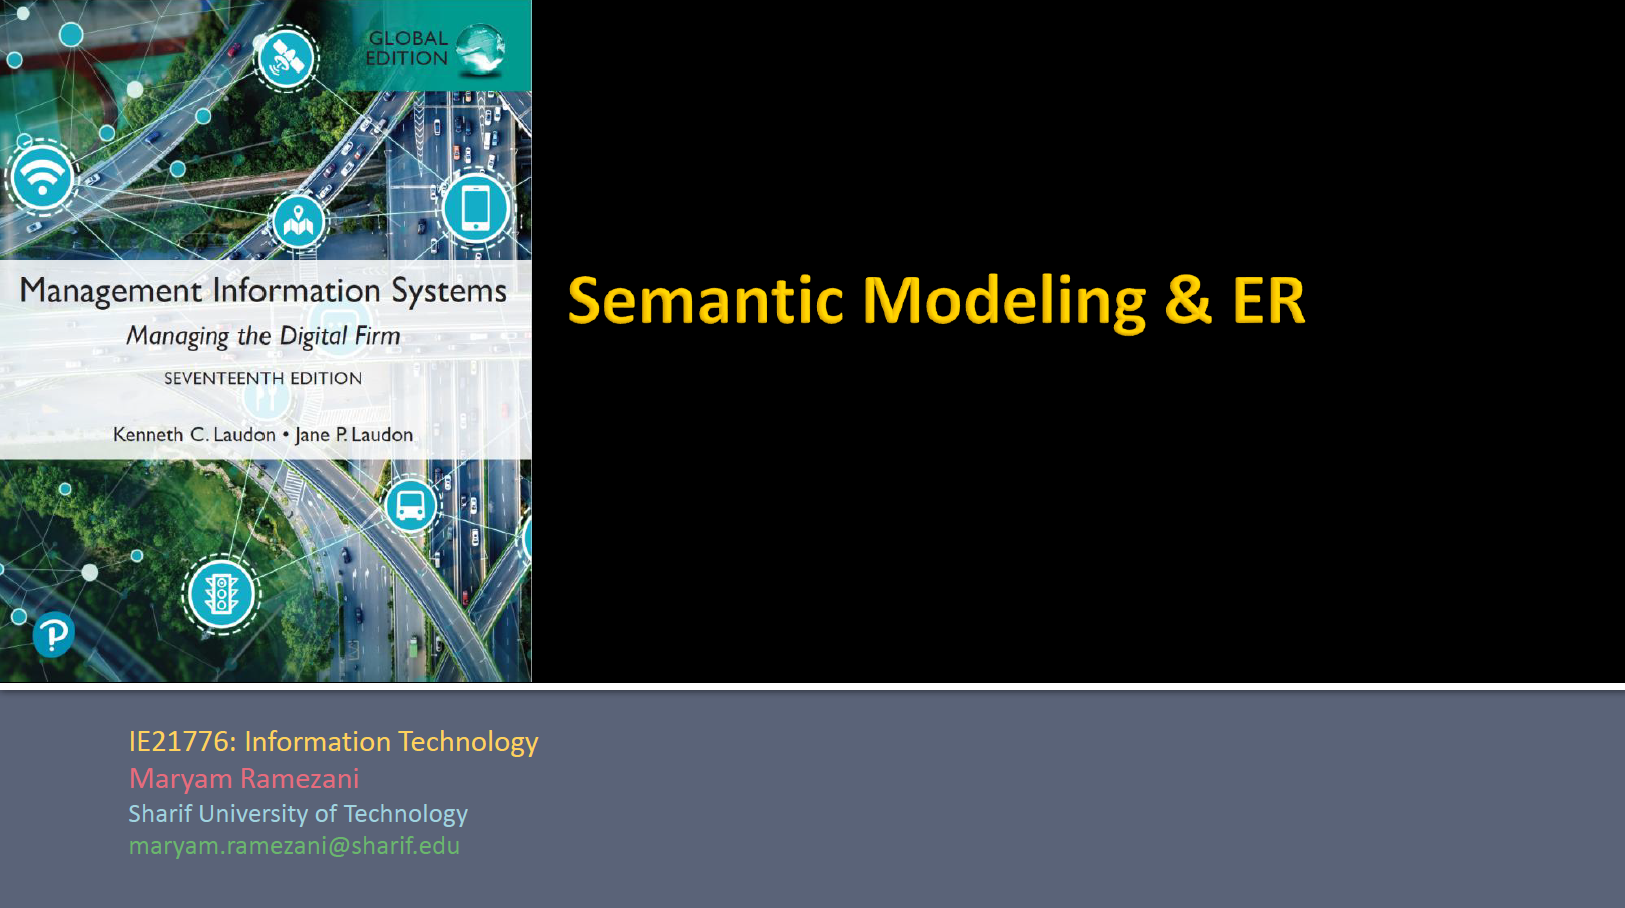 GLOBAL
EDITION
Management Information Systems
Managing the Digital Firm
SEVENTEENTH EDITION
Kenneth C. Laudon • Jane P. Laudon
P
Semantic Modeling & ER
IE21776: Information Technology
Maryam Ramezani
Sharif University of Technology
maryam.ramezani@sharif.edu